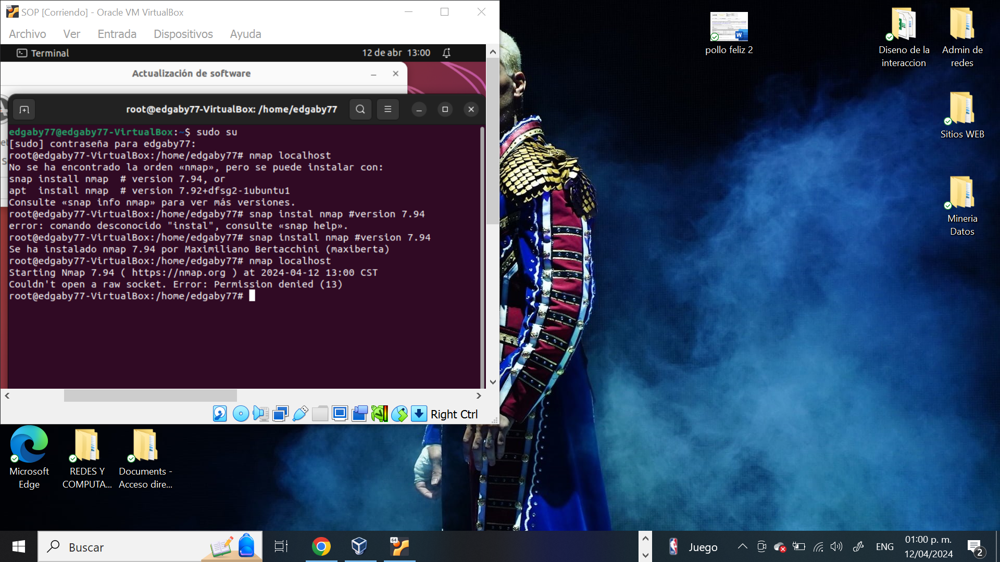 SOP [Corriendo] - Oracle VM VirtualBox
Archivo Ver Entrada Dispositivos Ayuda
Terminal
12 de abr 13:00
Actualización de software
root@edgaby77-VirtualBox: /home/edgaby77
edgaby77@edgaby77-VirtualBox:~$ sudo su
[sudo] contraseña para edgaby77:
root@edgaby77-VirtualBox:/home/edgaby77# nmap localhost
No se ha encontrado la orden «nmap», pero se puede instalar con:
snap install nmap  # version 7.94, or
apt  install nmap  # version 7.92+dfsg2-1ubuntu1
Consulte «snap info nmap» para ver más versiones.
root@edgaby77-VirtualBox:/home/edgaby77# snap instal nmap #version 7.94
error: comando desconocido "instal", consulte «snap help».
root@edgaby77-VirtualBox:/home/edgaby77# snap install nmap #version 7.94
Se ha instalado nmap 7.94 por Maximiliano Bertacchini (maxiberta)
root@edgaby77-VirtualBox:/home/edgaby77# nmap localhost
Starting Nmap 7.94 ( https://nmap.org ) at 2024-04-12 13:00 CST
Couldn't open a raw socket. Error: Permission denied (13)
root@edgaby77-VirtualBox:/home/edgaby77#
Right Ctrl
pollo feliz 2
Diseno de la
interaccion
Admin de
redes
Sitios WEB
Mineria
Datos
Microsoft
Edge
REDES Y
COMPUTA...
Documents -
Acceso dire...
Buscar
64
Juego
ENG
01:00 p. m.
12/04/2024
2